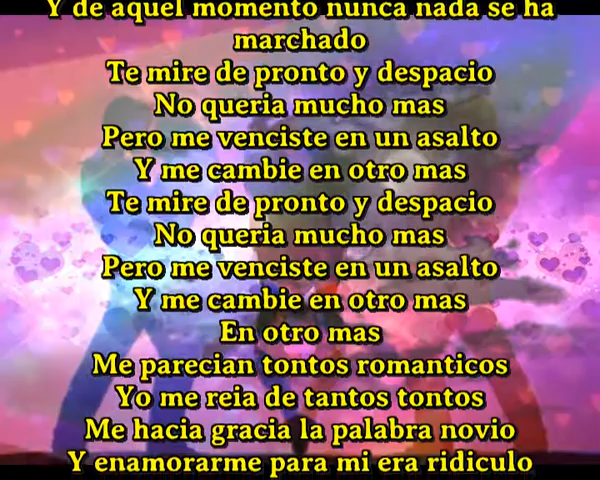 Y de aquel momento nunca nada se ha
marchado
Te mire de pronto y despacio
No queria mucho mas
Pero me venciste en un asalto
Y me cambie en otro mas
Te mire de pronto y despacio
No queria mucho mas
Pero me venciste en un asalto
Y me cambie en otro mas
En otro mas
Me parecian tontos romanticos
Yo me reia de tantos tontos
Me hacia gracia la palabra novio
Y enamorarme para mi era ridiculo